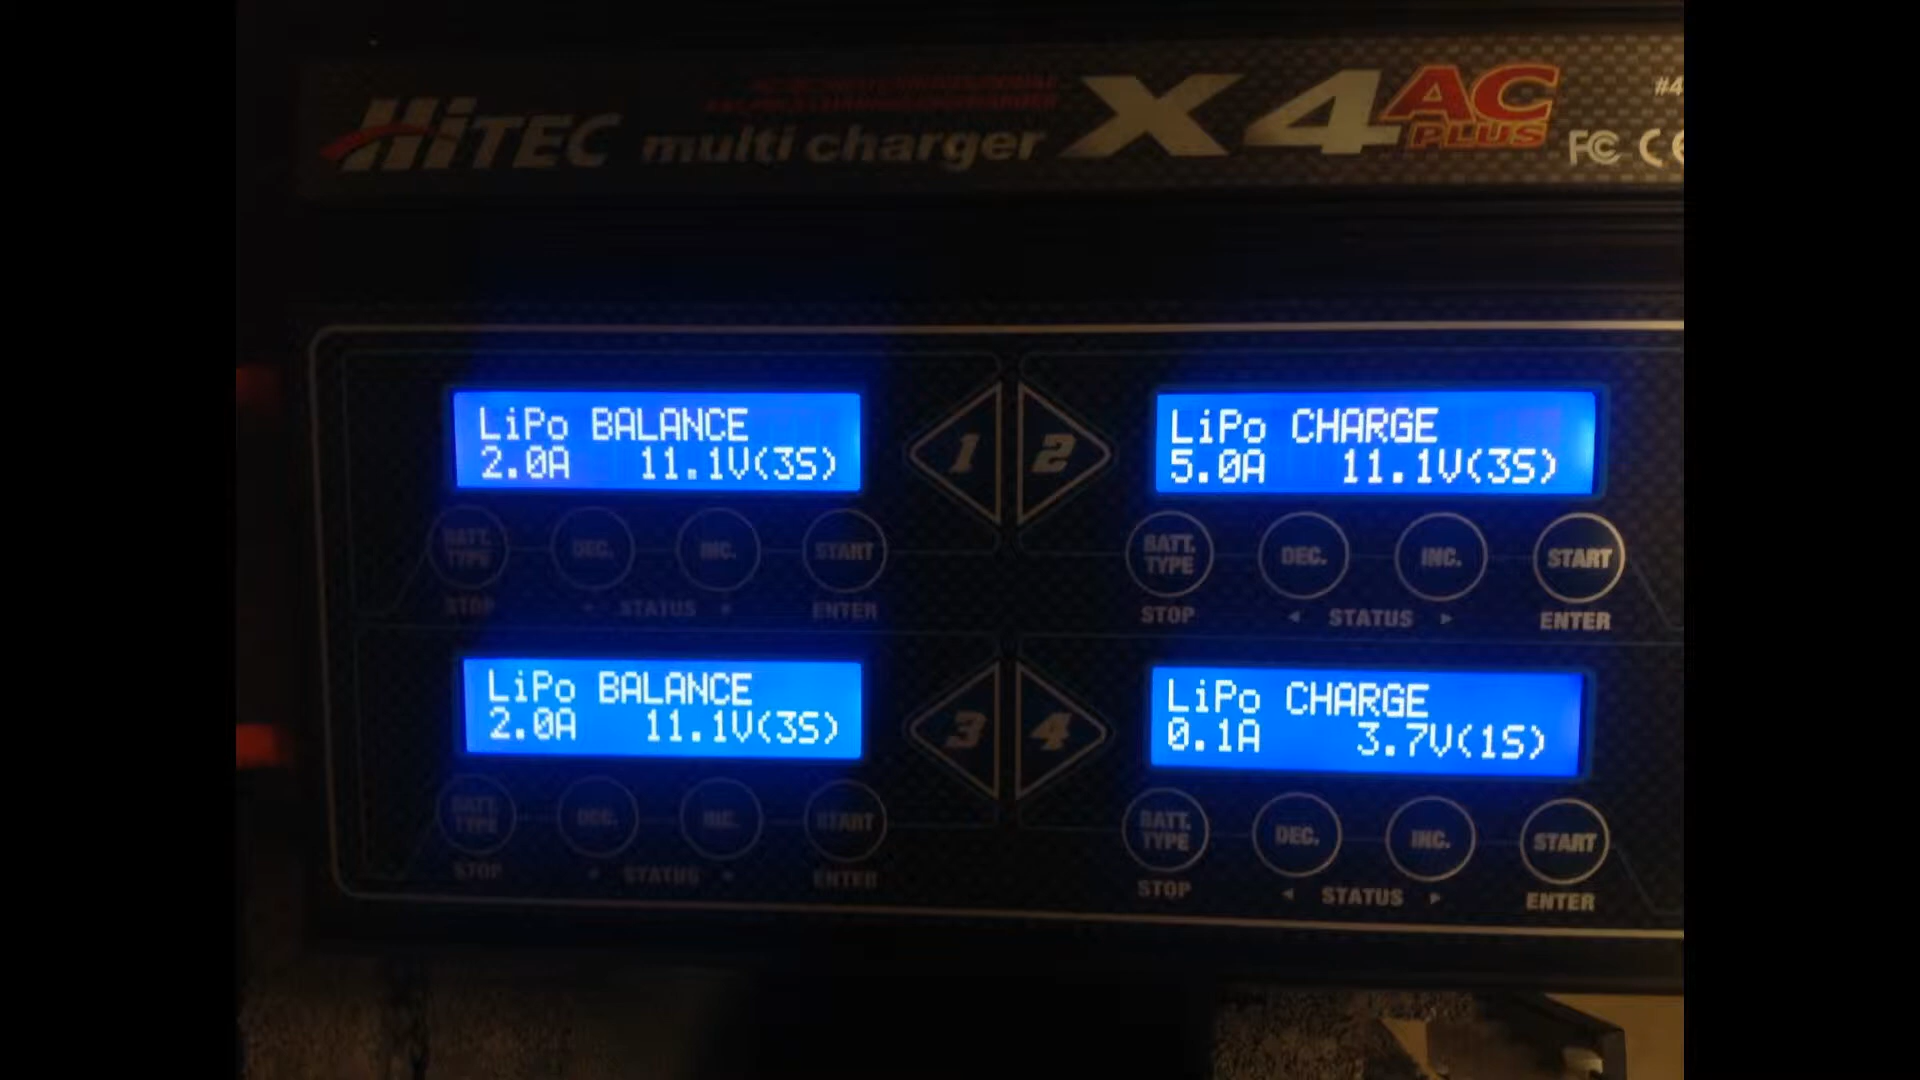 HiTEC multi charger X4 AC PLUS
#4
FC CE
LiPo BALANCE
2.0A 11.1V(3S)
1
2
LiPo CHARGE
5.0A 11.1V(3S)
BATT. TYPE DEC. INC. START
STOP ◄ STATUS ► ENTER
BATT. TYPE DEC. INC. START
STOP ◄ STATUS ► ENTER
LiPo BALANCE
2.0A 11.1V(3S)
3
4
LiPo CHARGE
0.1A 3.7V(1S)
BATT. TYPE DEC. INC. START
STOP ◄ STATUS ► ENTER
BATT. TYPE DEC. INC. START
STOP ◄ STATUS ► ENTER